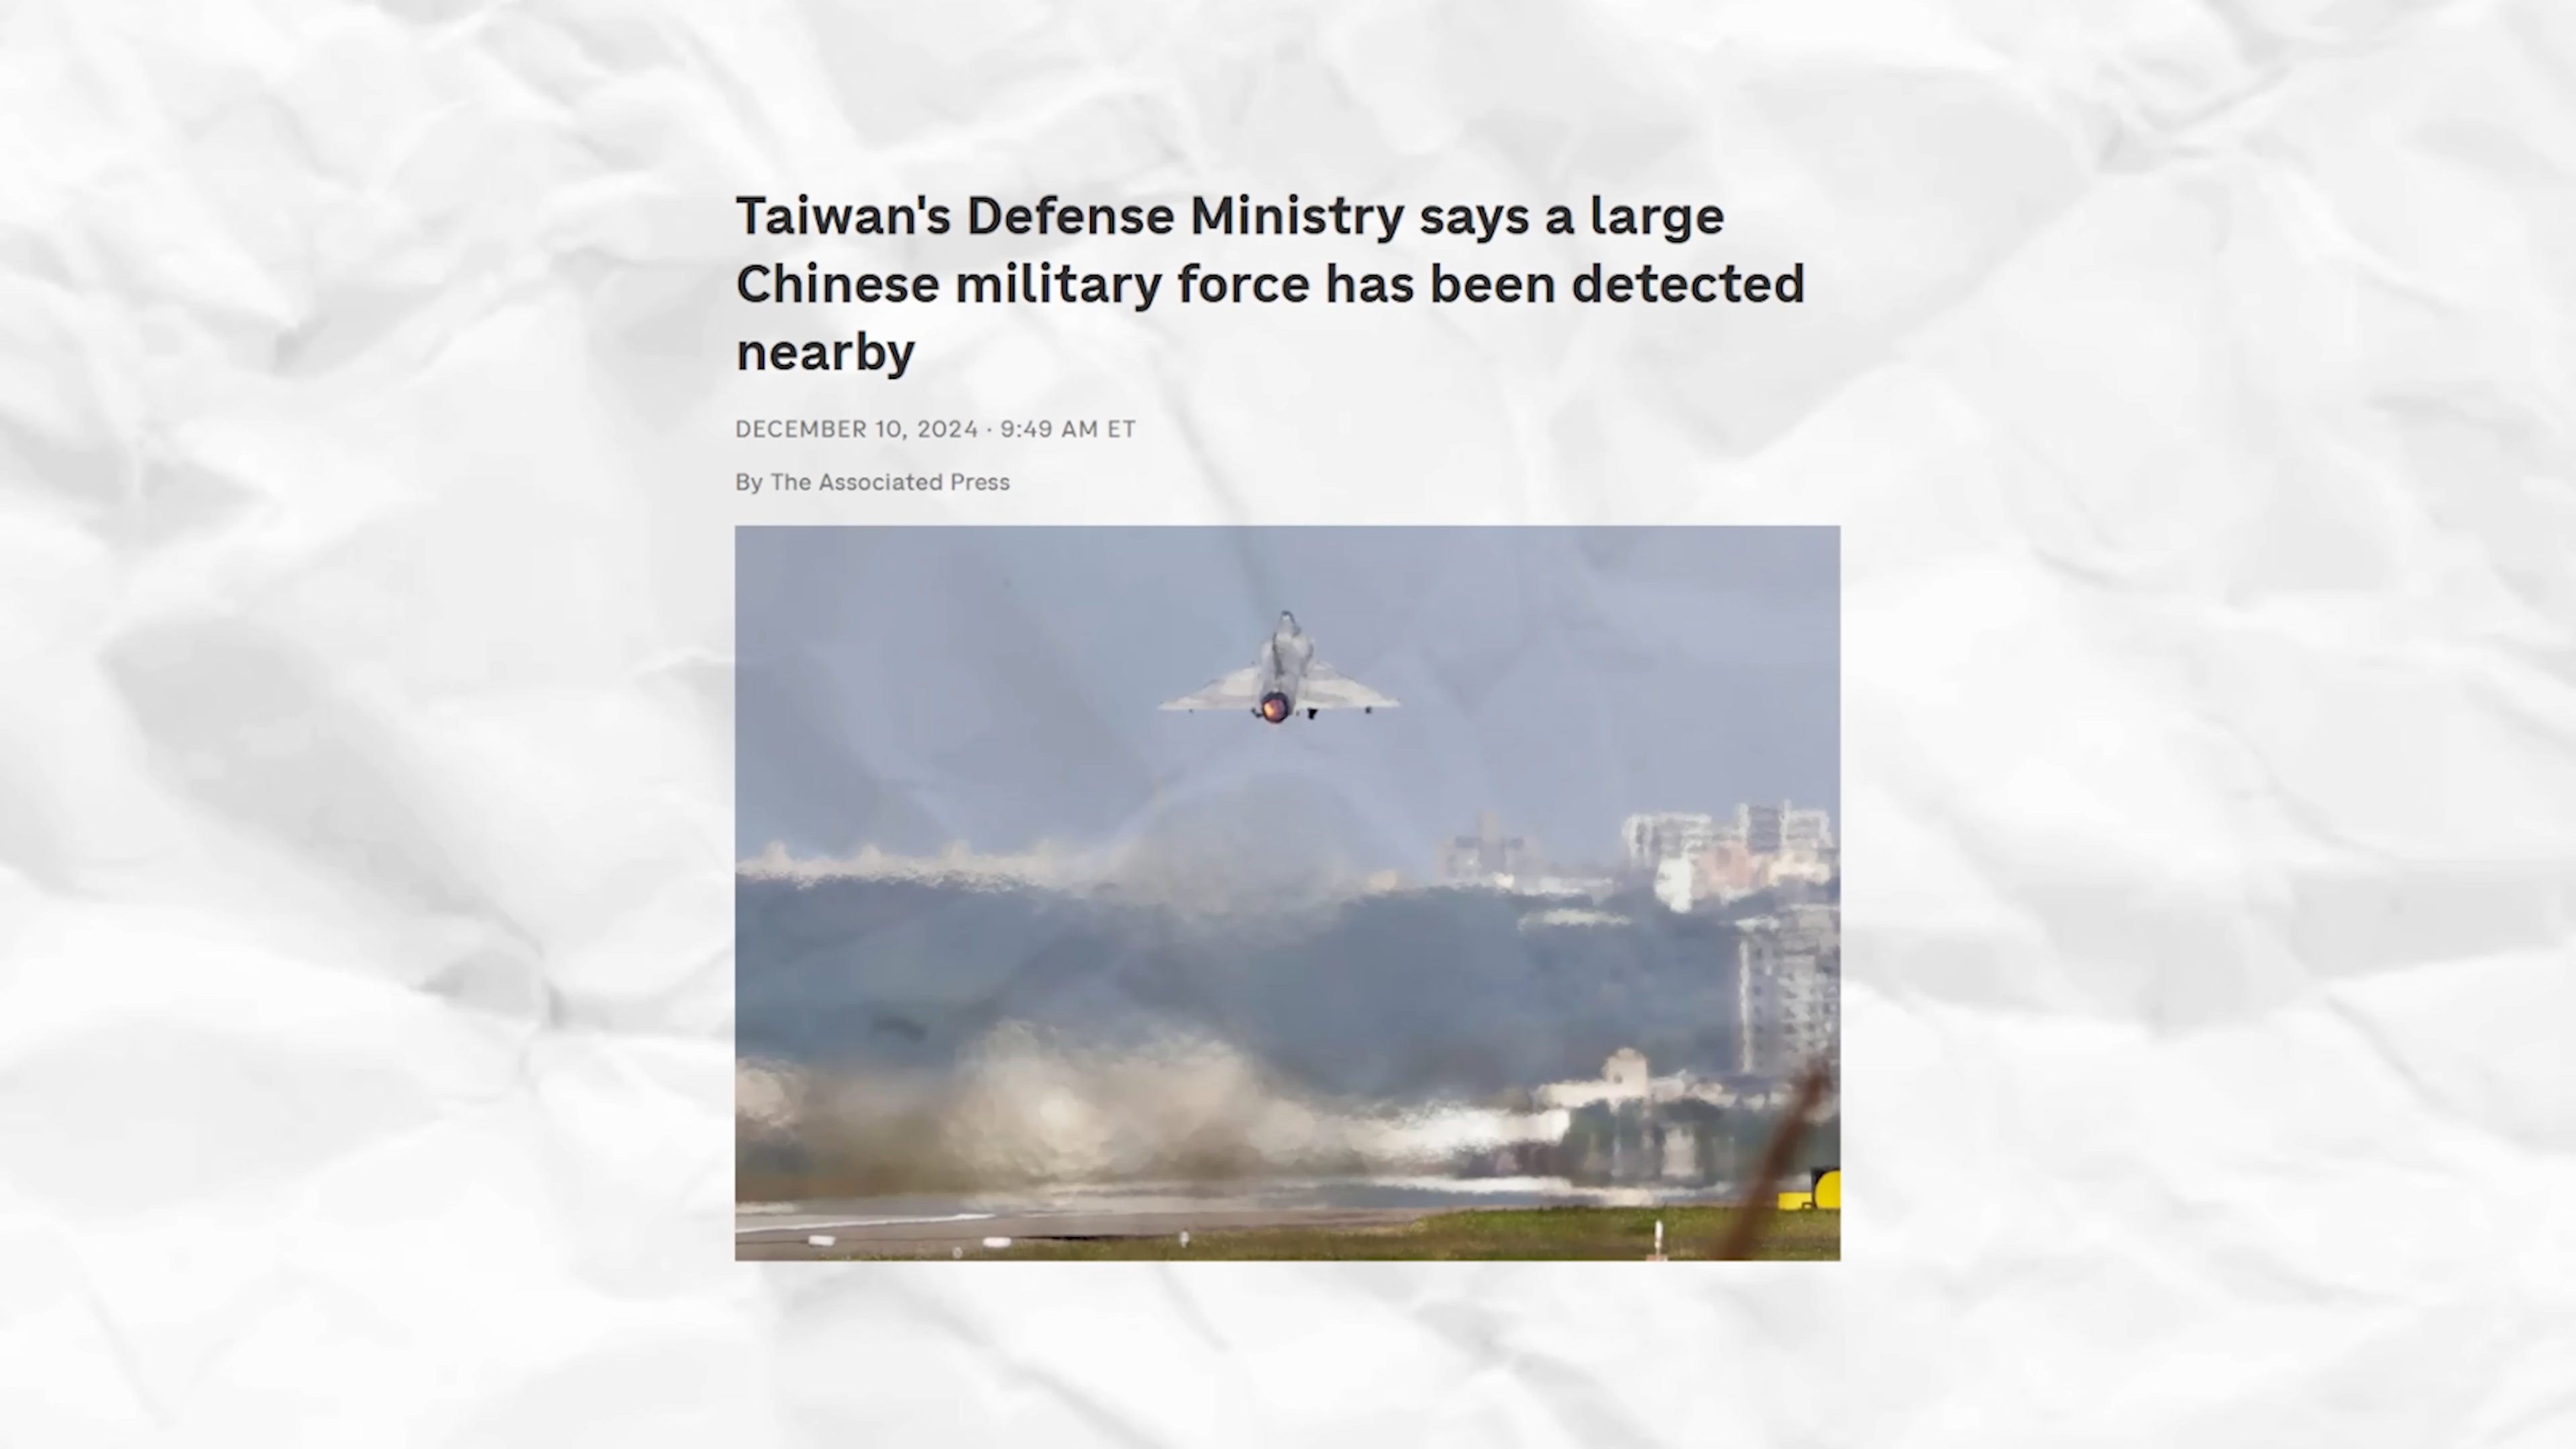 Taiwan's Defense Ministry says a large
Chinese military force has been detected
nearby
DECEMBER 10, 2024 · 9:49 AM ET
By The Associated Press